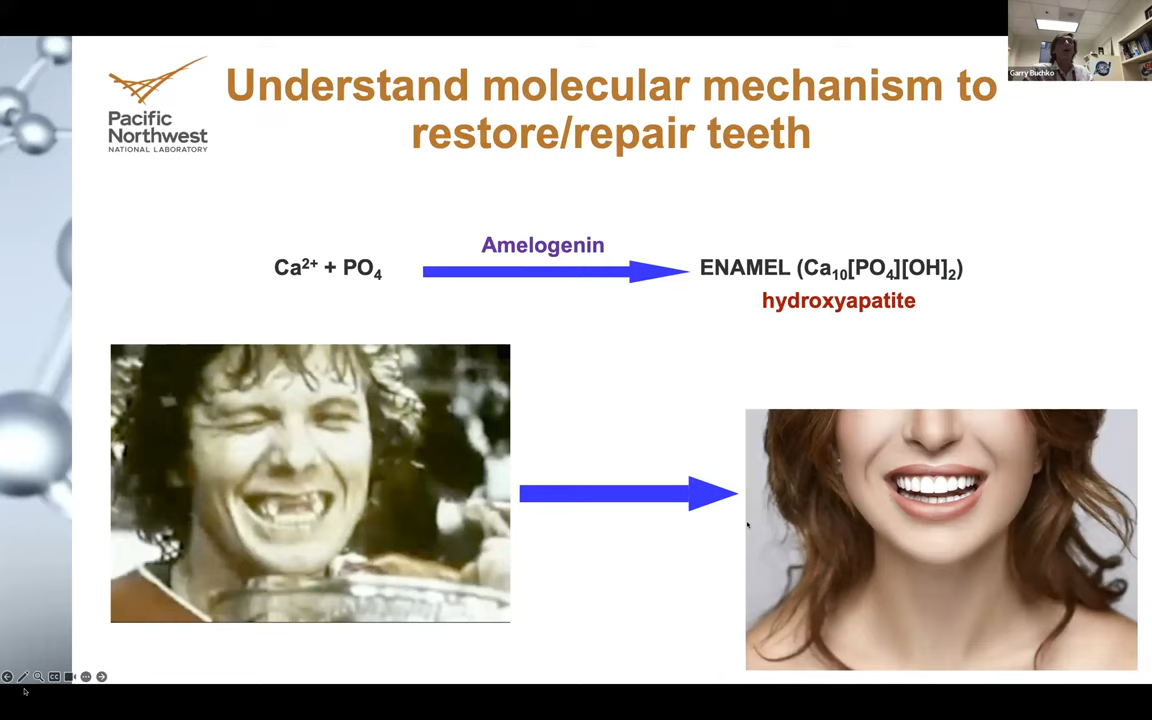 Garry Buchko
Pacific
Northwest
NATIONAL LABORATORY
Understand molecular mechanism to
restore/repair teeth
Amelogenin
Ca²⁺ + PO₄
ENAMEL (Ca₁₀[PO₄][OH]₂)
hydroxyapatite
CC